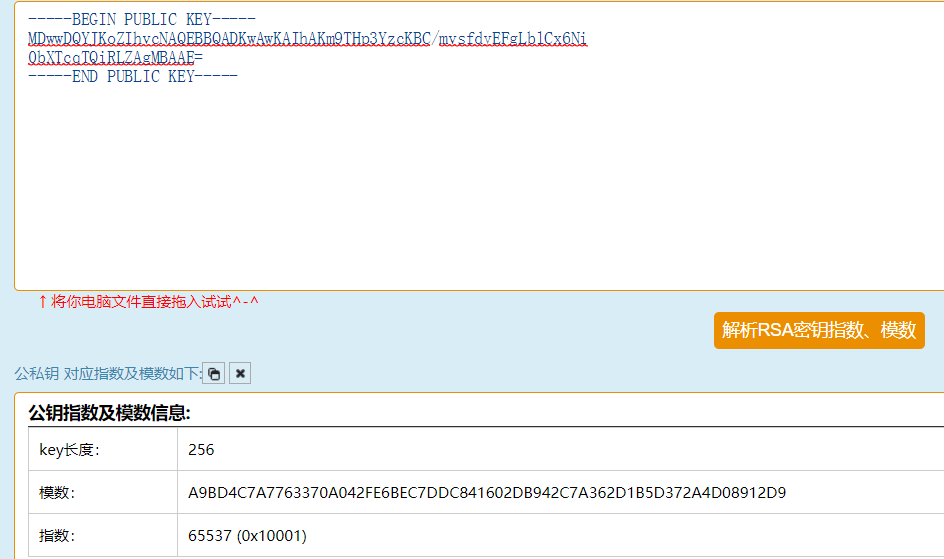 -----BEGIN PUBLIC KEY-----
MDwwDQYJKoZIhvcNAQEBBQADKwAwKAIhAKm9THp3YzcKBC/mvsfdyEFgLblCx6Ni
0bXTcqTQiRLZAgMBAAE=
-----END PUBLIC KEY-----
↑将你电脑文件直接拖入试试^-^
解析RSA密钥指数、模数
公私钥 对应指数及模数如下:
公钥指数及模数信息:
key长度: 256
模数: A9BD4C7A7763370A042FE6BEC7DDC841602DB942C7A362D1B5D372A4D08912D9
指数: 65537 (0x10001)